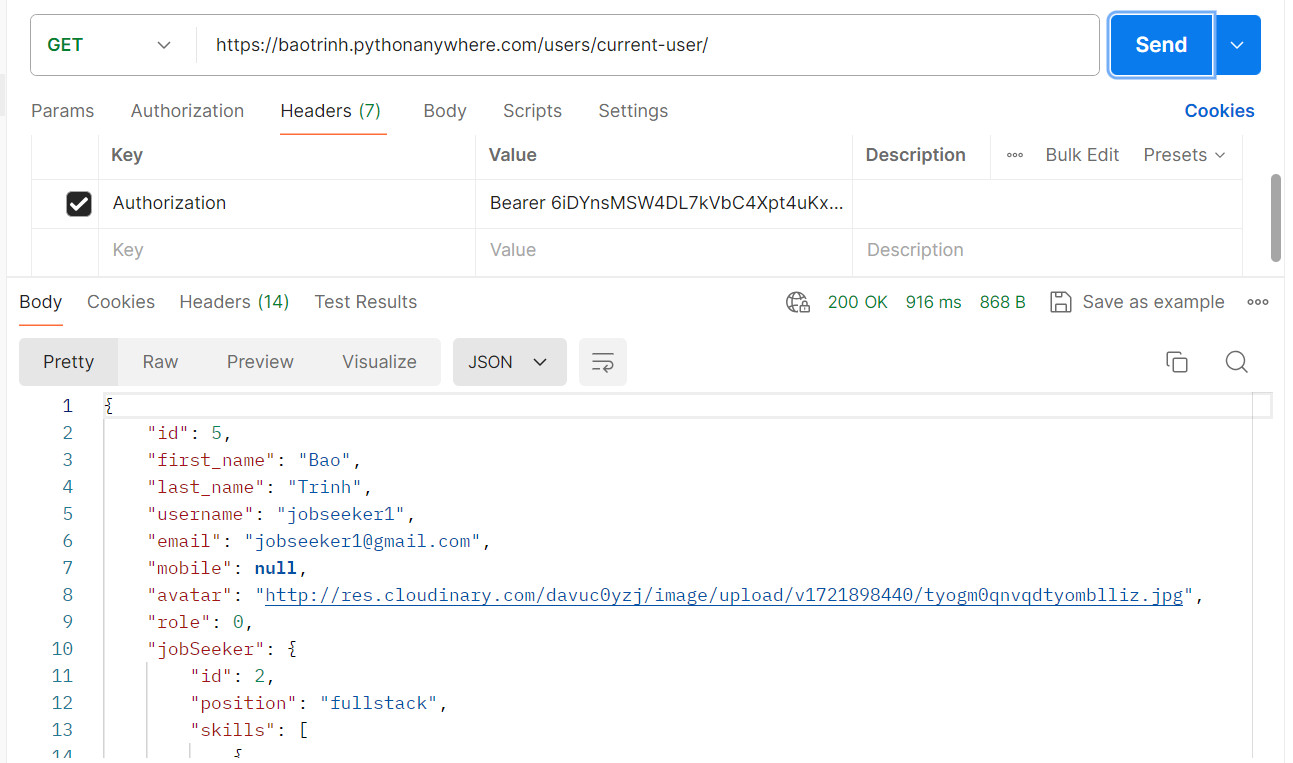 GET https://baotrinh.pythonanywhere.com/users/current-user/ Send
Params Authorization Headers (7) Body Scripts Settings Cookies
Key Value Description Bulk Edit Presets
Authorization Bearer 6iDYnsMSW4DL7kVbC4Xpt4uKx...
Key Value Description
Body Cookies Headers (14) Test Results 200 OK 916 ms 868 B Save as example
Pretty Raw Preview Visualize JSON
1 {
2 "id": 5,
3 "first_name": "Bao",
4 "last_name": "Trinh",
5 "username": "jobseeker1",
6 "email": "jobseeker1@gmail.com",
7 "mobile": null,
8 "avatar": "http://res.cloudinary.com/davuc0yzj/image/upload/v1721898440/tyogm0qnvqdtyomblliz.jpg",
9 "role": 0,
10 "jobSeeker": {
11 "id": 2,
12 "position": "fullstack",
13 "skills": [
14 {